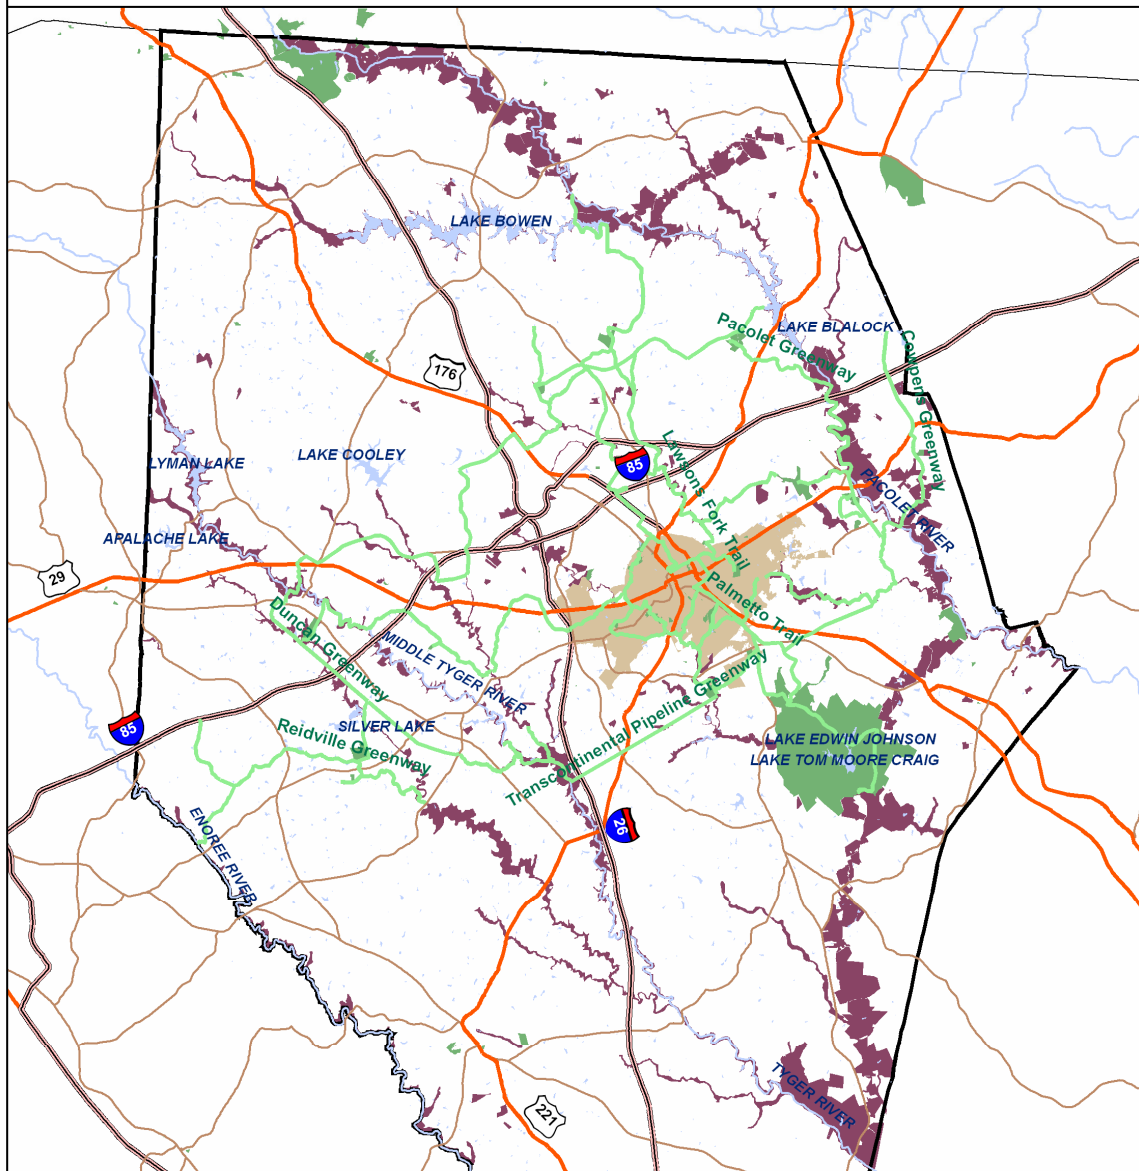 LAKE BOWEN
LAKE BLALOCK
Pacolet Greenway
Cowpens Greenway
176
LYMAN LAKE
LAKE COOLEY
85
Lawsons Fork Trail
PACOLET RIVER
APALACHE LAKE
29
Palmetto Trail
Duncan Greenway
MIDDLE TYGER RIVER
Transcontinental Pipeline Greenway
85
SILVER LAKE
Reidville Greenway
LAKE EDWIN JOHNSON
LAKE TOM MOORE CRAIG
ENOREE RIVER
26
TYGER RIVER
221